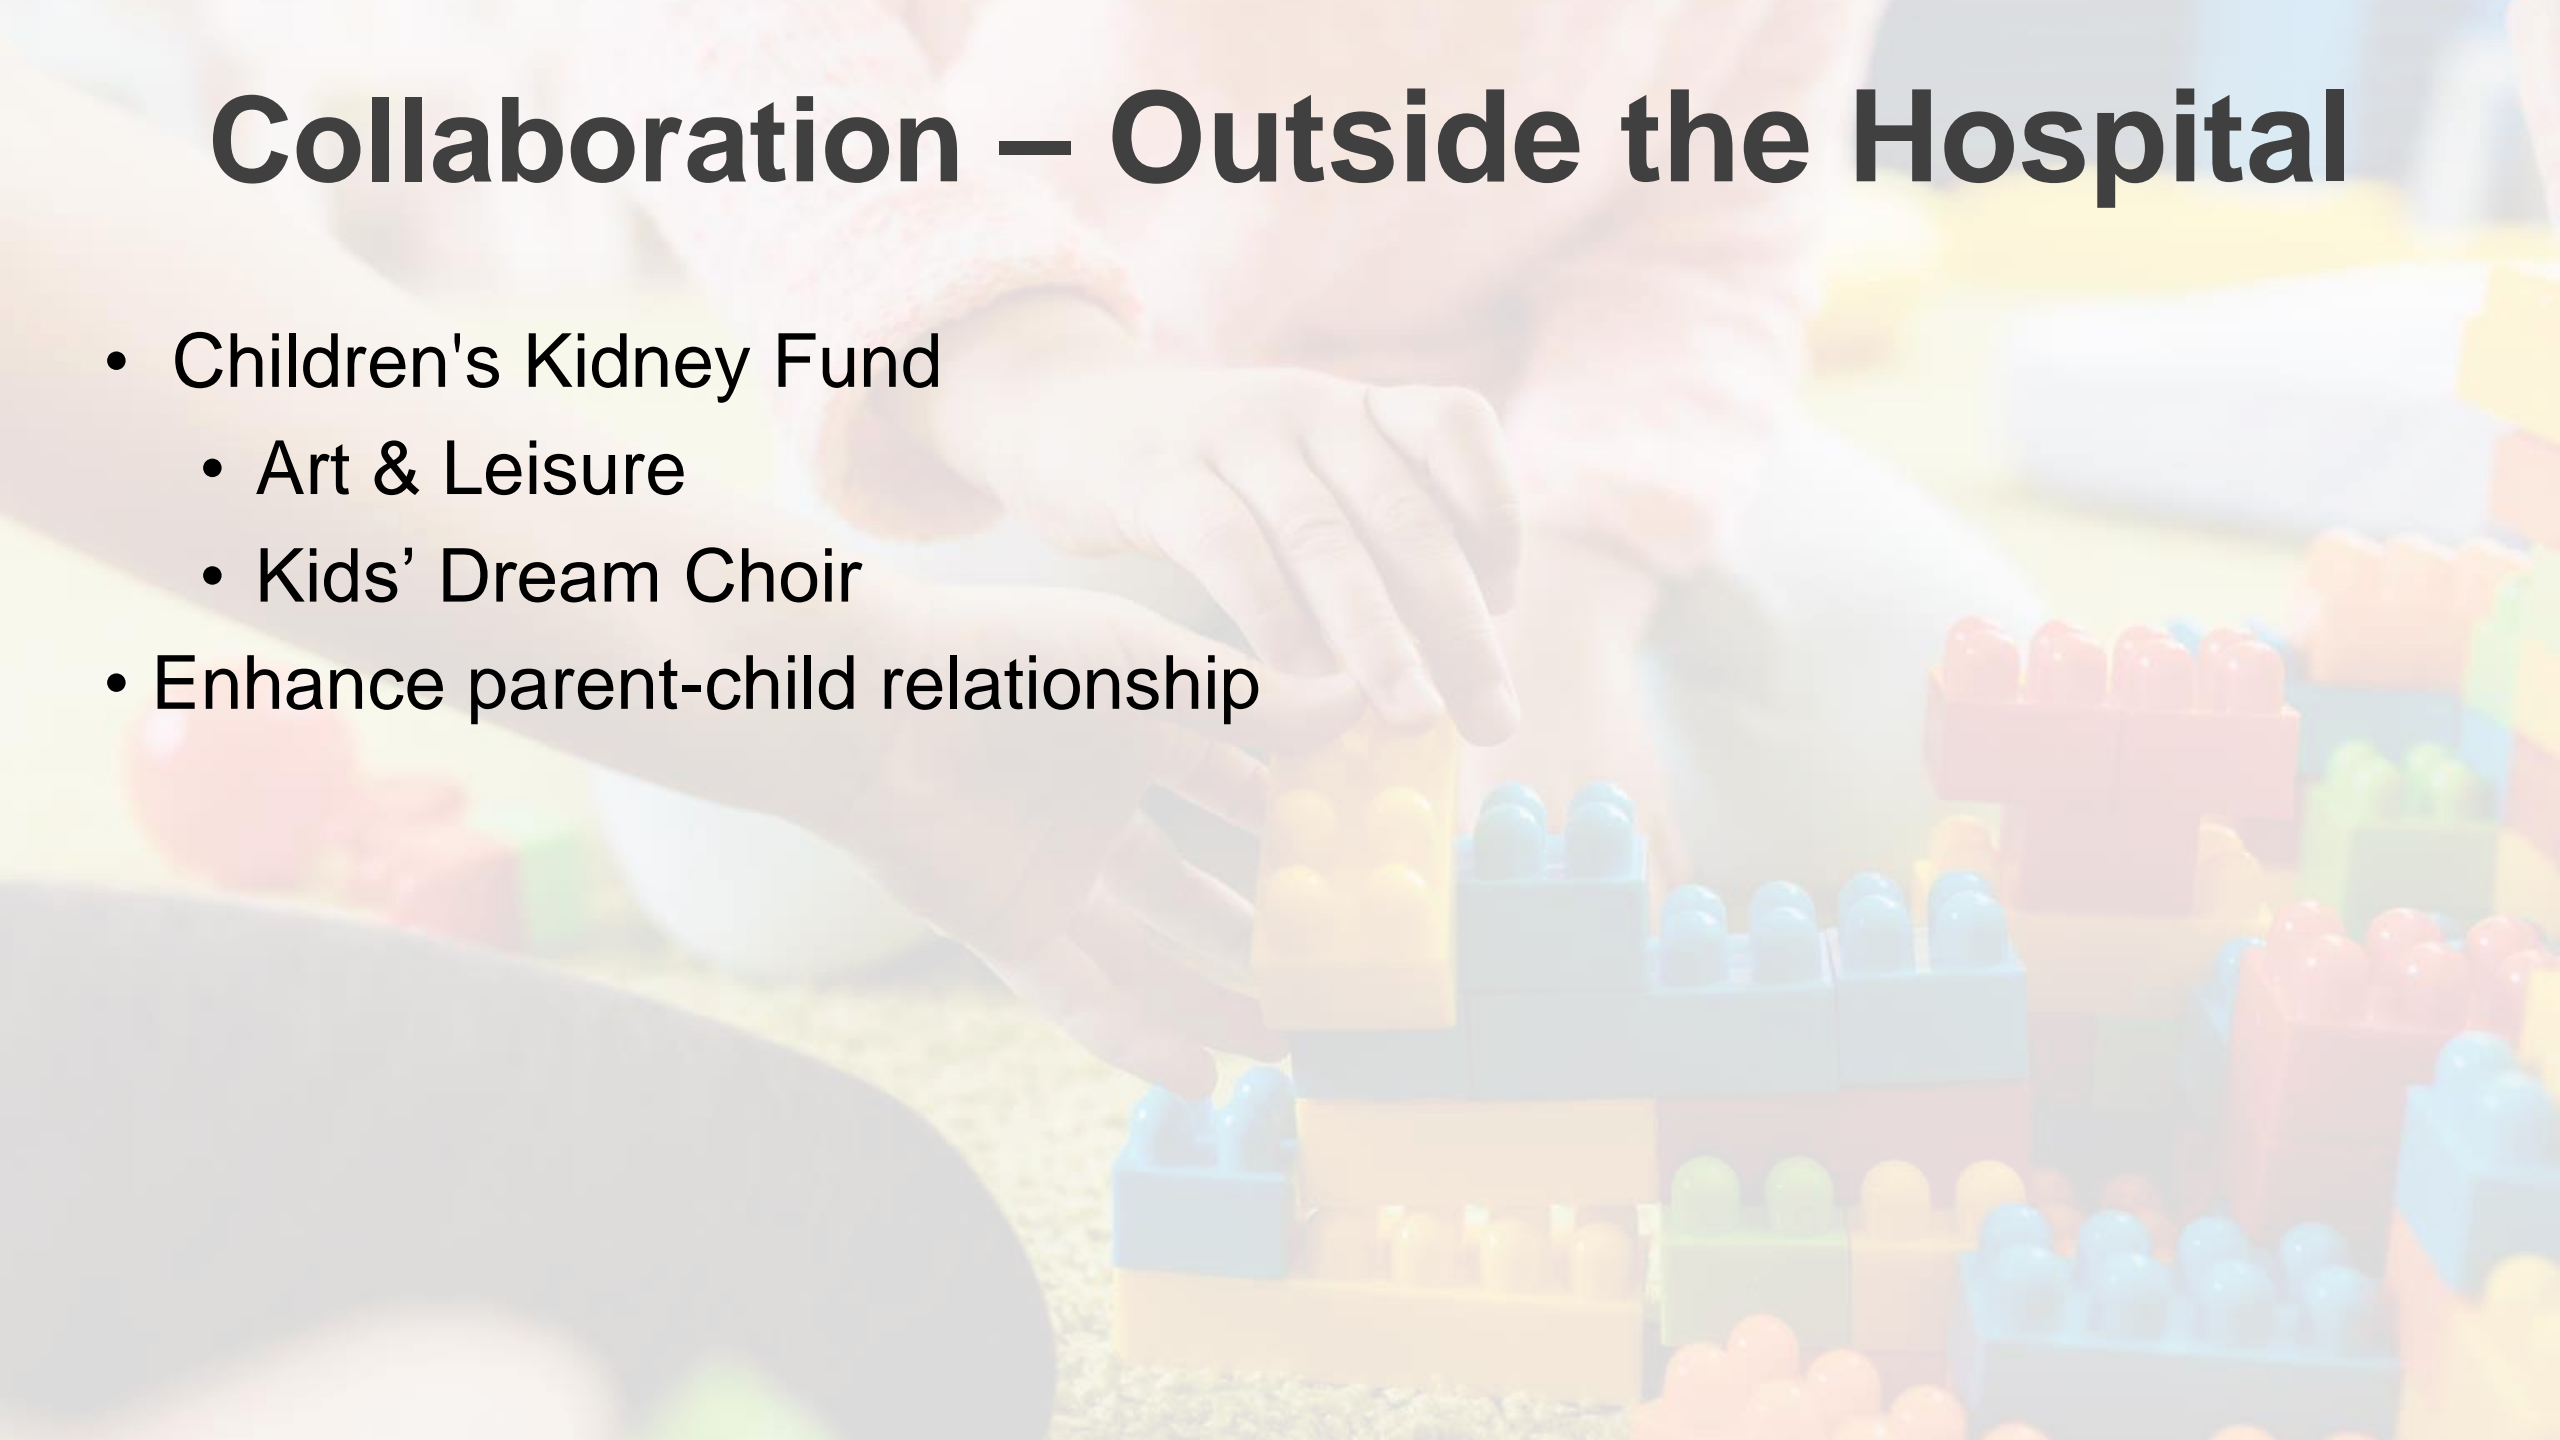 Collaboration – Outside the Hospital
• Children's Kidney Fund
• Art & Leisure
• Kids’ Dream Choir
• Enhance parent-child relationship